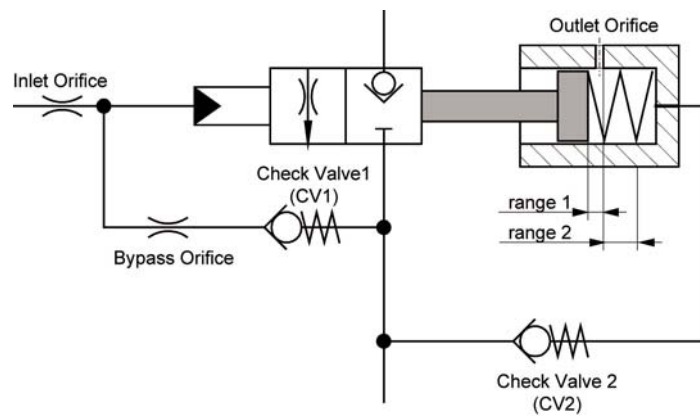 Outlet Orifice
Inlet Orifice
Check Valve1
(CV1)
range 1
range 2
Bypass Orifice
Check Valve 2
(CV2)